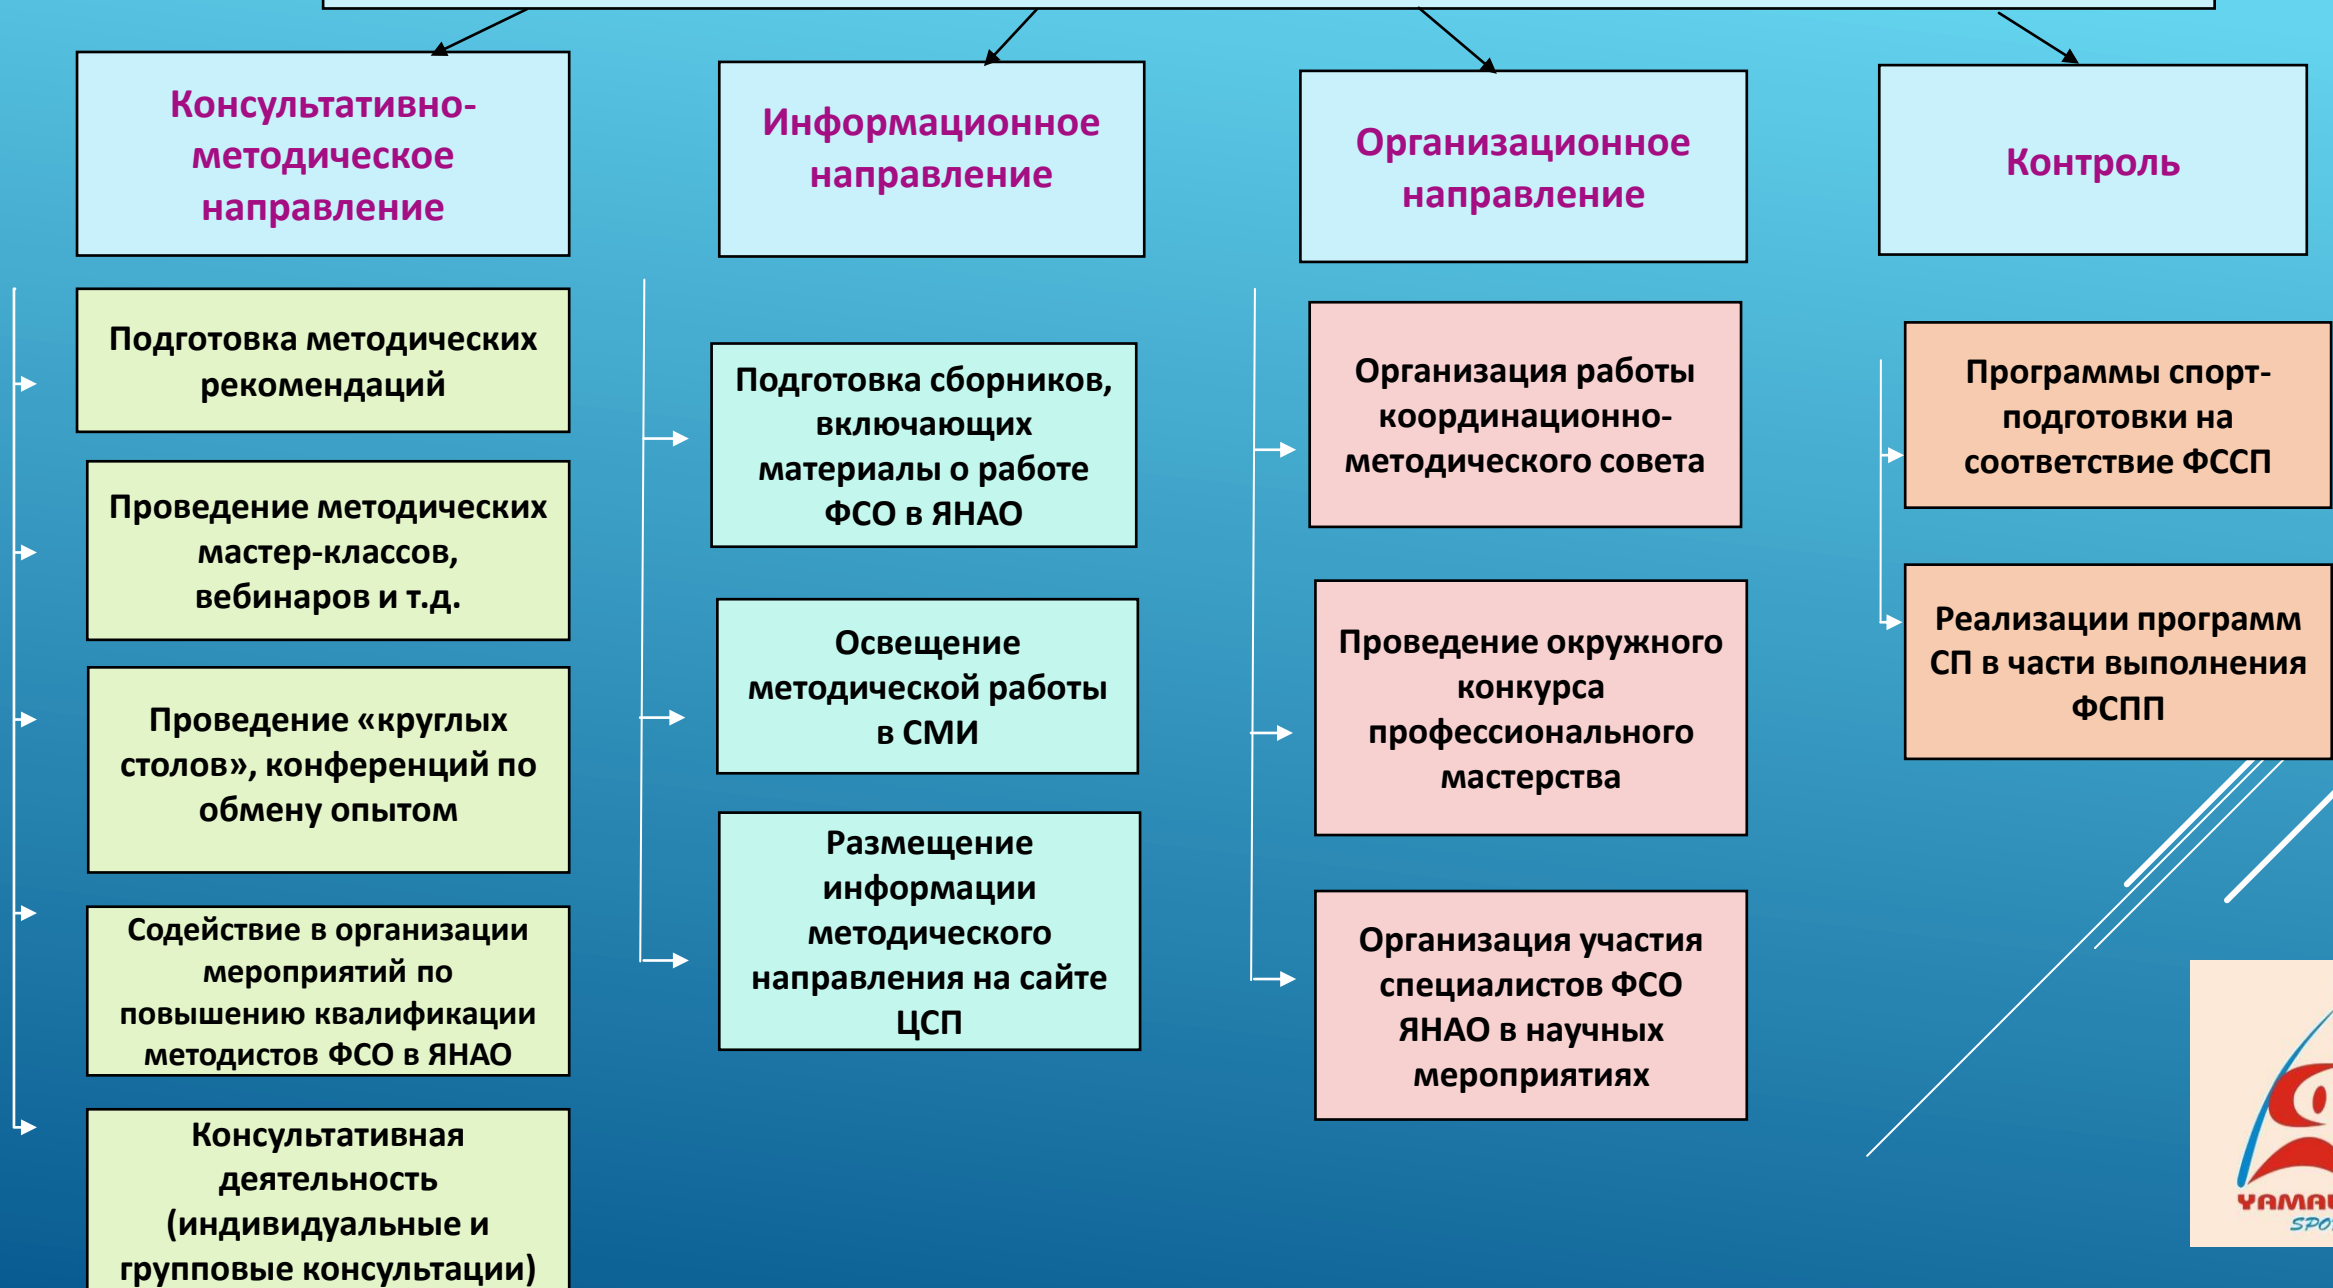 Консультативно-
методическое
направление
Подготовка методических
рекомендаций
Проведение методических
мастер-классов,
вебинаров и т.д.
Проведение «круглых
столов», конференций по
обмену опытом
Содействие в организации
мероприятий по
повышению квалификации
методистов ФСО в ЯНАО
Консультативная
деятельность
(индивидуальные и
групповые консультации)
Информационное
направление
Подготовка сборников,
включающих
материалы о работе
ФСО в ЯНАО
Освещение
методической работы
в СМИ
Размещение
информации
методического
направления на сайте
ЦСП
Организационное
направление
Организация работы
координационно-
методического совета
Проведение окружного
конкурса
профессионального
мастерства
Организация участия
специалистов ФСО
ЯНАО в научных
мероприятиях
Контроль
Программы спорт-
подготовки на
соответствие ФССП
Реализации программ
СП в части выполнения
ФСПП